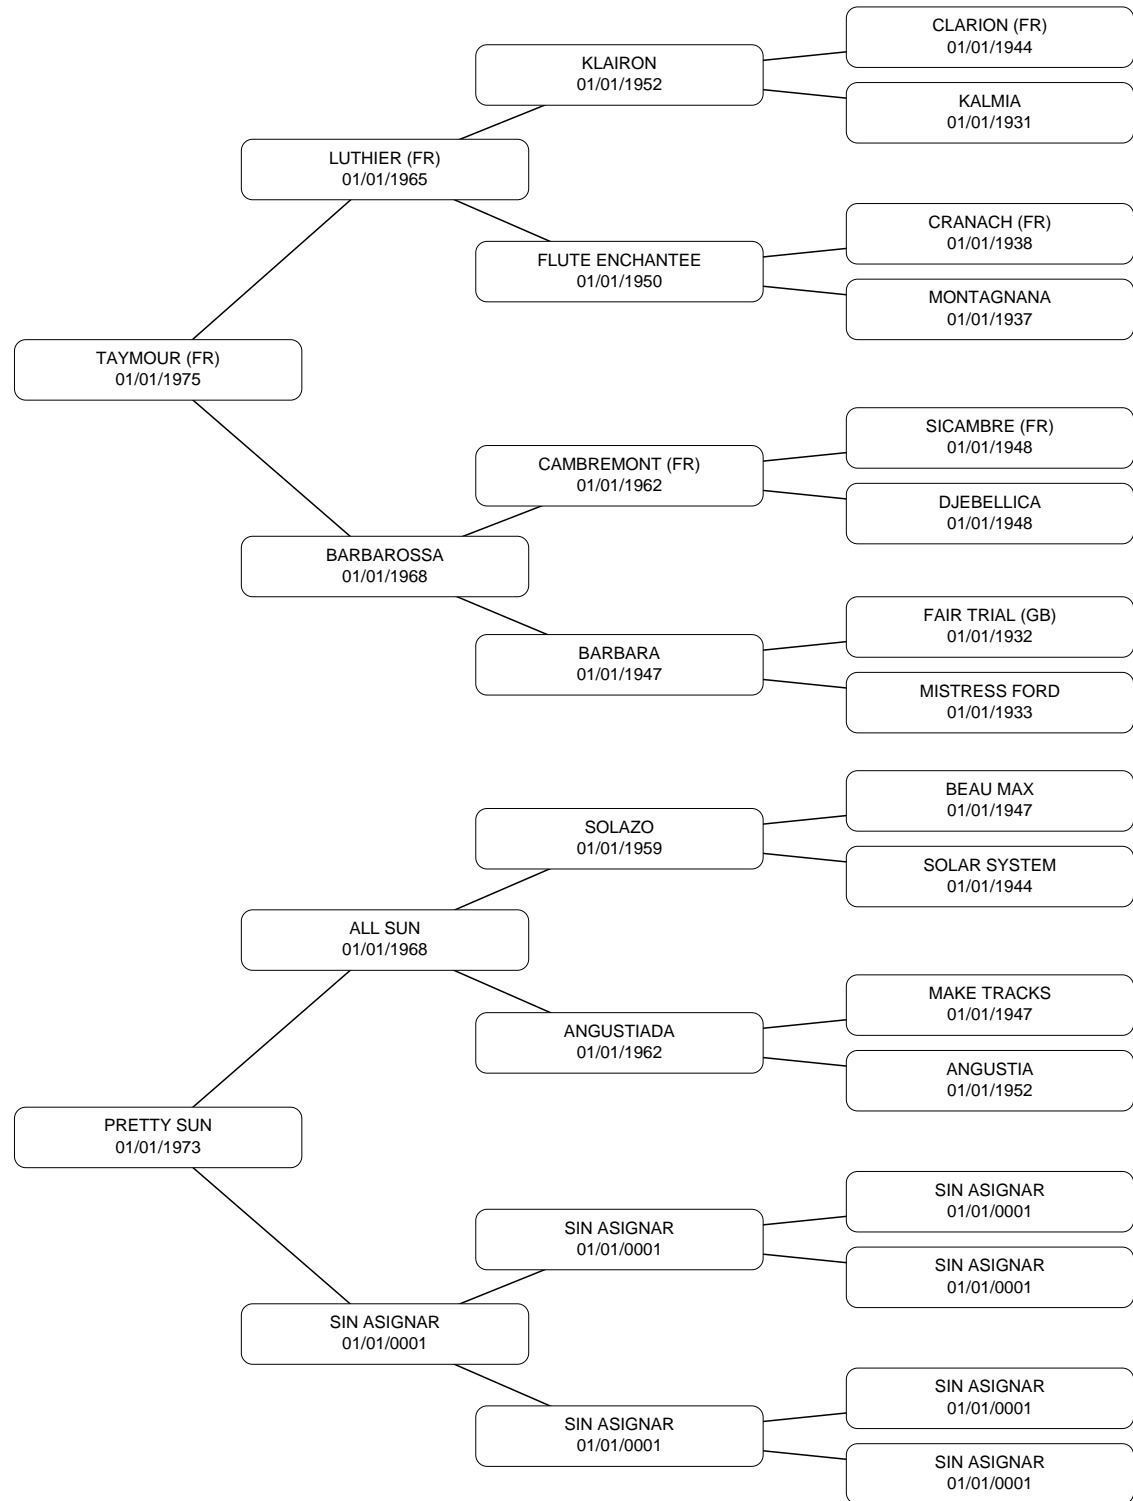 CLARION (FR)
01/01/1944
KLAIRON
01/01/1952
KALMIA
01/01/1931
LUTHIER (FR)
01/01/1965
CRANACH (FR)
01/01/1938
FLUTE ENCHANTEE
01/01/1950
MONTAGNANA
01/01/1937
TAYMOUR (FR)
01/01/1975
SICAMBRE (FR)
01/01/1948
CAMBREMONT (FR)
01/01/1962
DJEBELLICA
01/01/1948
BARBAROSSA
01/01/1968
FAIR TRIAL (GB)
01/01/1932
BARBARA
01/01/1947
MISTRESS FORD
01/01/1933
BEAU MAX
01/01/1947
SOLAZO
01/01/1959
SOLAR SYSTEM
01/01/1944
ALL SUN
01/01/1968
MAKE TRACKS
01/01/1947
ANGUSTIADA
01/01/1962
ANGUSTIA
01/01/1952
PRETTY SUN
01/01/1973
SIN ASIGNAR
01/01/0001
SIN ASIGNAR
01/01/0001
SIN ASIGNAR
01/01/0001
SIN ASIGNAR
01/01/0001
SIN ASIGNAR
01/01/0001
SIN ASIGNAR
01/01/0001
SIN ASIGNAR
01/01/0001